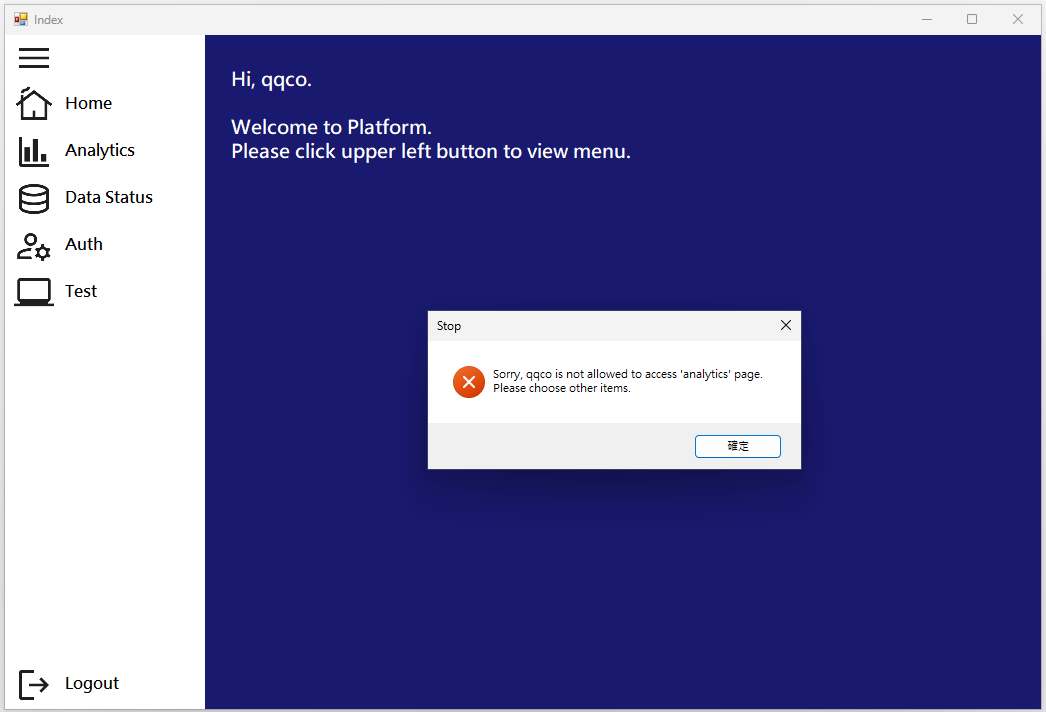 Index
Home
Analytics
Data Status
Auth
Test
Logout
Hi, qqco.
Welcome to Platform.
Please click upper left button to view menu.
Stop
Sorry, qqco is not allowed to access 'analytics' page.
Please choose other items.
確定